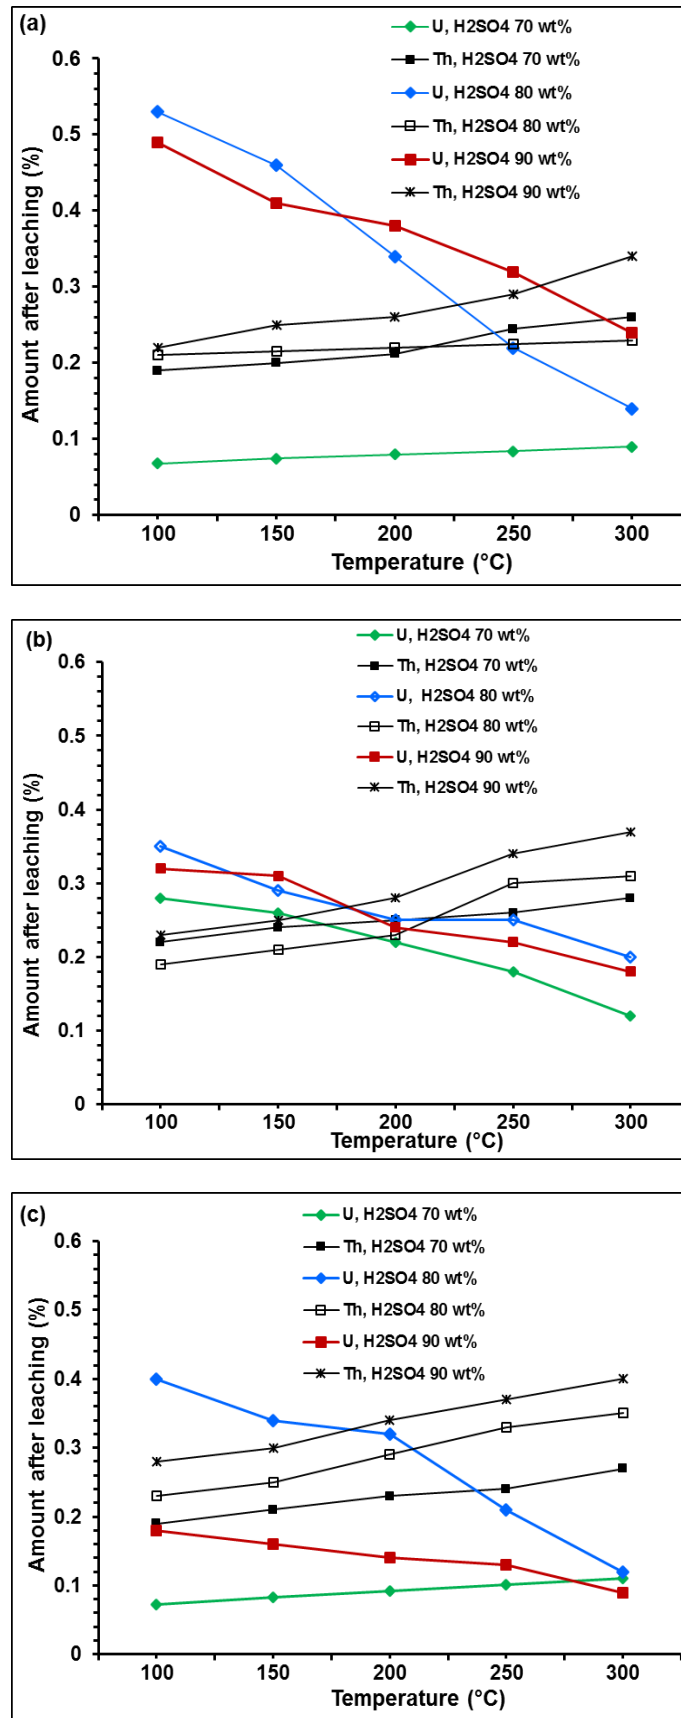 (a)
U, H2SO4 70 wt%
Th, H2SO4 70 wt%
U, H2SO4 80 wt%
Th, H2SO4 80 wt%
U, H2SO4 90 wt%
Th, H2SO4 90 wt%
Amount after leaching (%)
0.6
0.5
0.4
0.3
0.2
0.1
0
100 150 200 250 300
Temperature (°C)
(b)
U, H2SO4 70 wt%
Th, H2SO4 70 wt%
U, H2SO4 80 wt%
Th, H2SO4 80 wt%
U, H2SO4 90 wt%
Th, H2SO4 90 wt%
Amount after leaching (%)
0.6
0.5
0.4
0.3
0.2
0.1
0
100 150 200 250 300
Temperature (°C)
(c)
U, H2SO4 70 wt%
Th, H2SO4 70 wt%
U, H2SO4 80 wt%
Th, H2SO4 80 wt%
U, H2SO4 90 wt%
Th, H2SO4 90 wt%
Amount after leaching (%)
0.6
0.5
0.4
0.3
0.2
0.1
0
100 150 200 250 300
Temperature (°C)